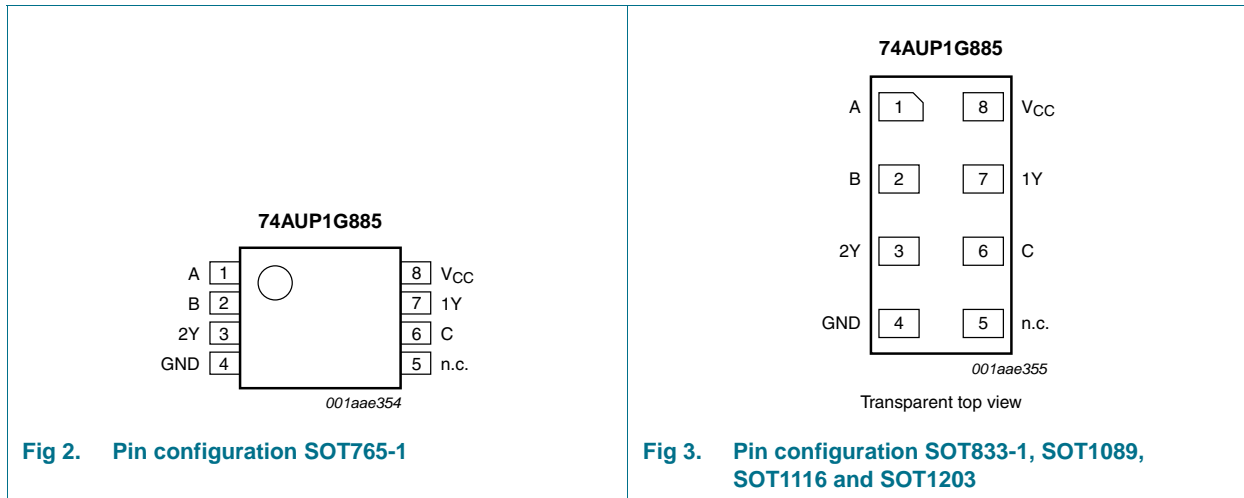 74AUP1G885
A 1 8 VCC
B 2 7 1Y
2Y 3 6 C
GND 4 5 n.c.
001aae354
Fig 2. Pin configuration SOT765-1
74AUP1G885
A 1 8 VCC
B 2 7 1Y
2Y 3 6 C
GND 4 5 n.c.
001aae355
Transparent top view
Fig 3. Pin configuration SOT833-1, SOT1089,
SOT1116 and SOT1203